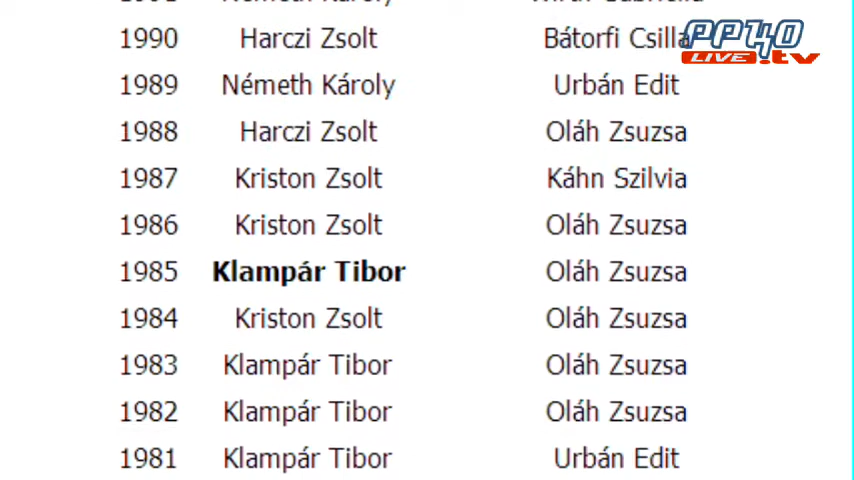 1990 Harczi Zsolt Bátorfi Csilla
1989 Németh Károly Urbán Edit
1988 Harczi Zsolt Oláh Zsuzsa
1987 Kriston Zsolt Káhn Szilvia
1986 Kriston Zsolt Oláh Zsuzsa
1985 Klampár Tibor Oláh Zsuzsa
1984 Kriston Zsolt Oláh Zsuzsa
1983 Klampár Tibor Oláh Zsuzsa
1982 Klampár Tibor Oláh Zsuzsa
1981 Klampár Tibor Urbán Edit
PP40
LIVE.tv